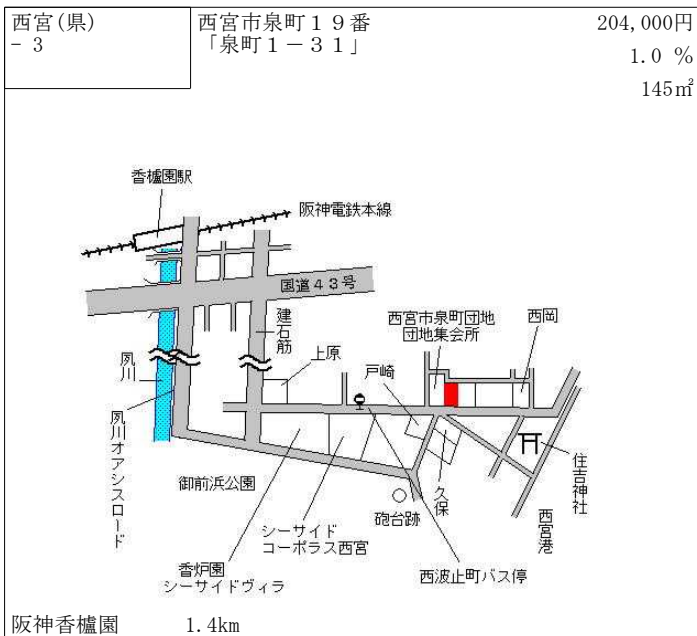 西宮(県)
－3
西宮市泉町１９番
「泉町１－３１」
204,000円
1.0 %
145㎡
香櫨園駅
阪神電鉄本線
国道４３号
建石筋
西宮市泉町団地
団地集会所
西岡
上原
戸崎
夙川
夙川オアシスロード
御前浜公園
久保
住吉神社
西宮港
砲台跡
シーサイド
コーポラス西宮
香炉園
シーサイドヴィラ
西波止町バス停
阪神香櫨園
1.4km